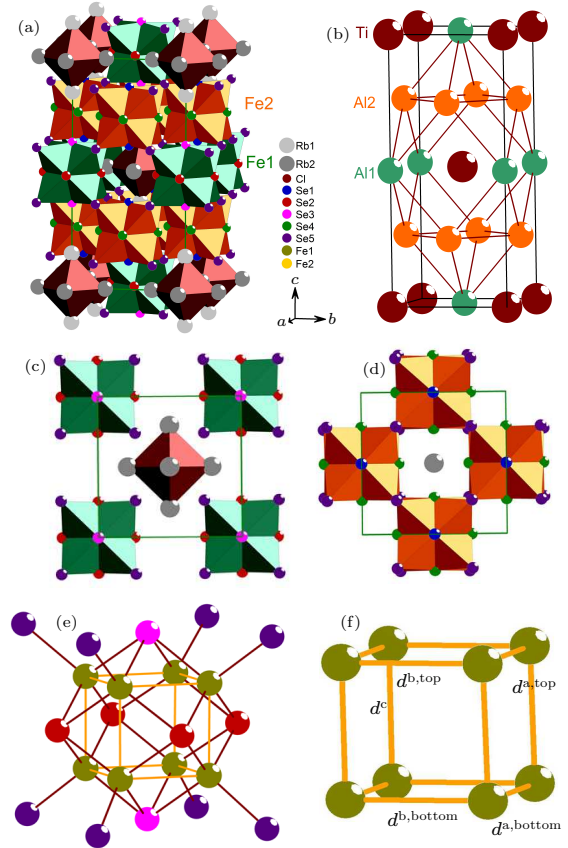 (a)
Fe2
Fe1
Rb1
Rb2
Cl
Se1
Se2
Se3
Se4
Se5
Fe1
Fe2
c
a
b
(b)
Ti
Al2
Al1
(c)
(d)
(e)
(f)
d^b,top
d^a,top
d^c
d^b,bottom
d^a,bottom